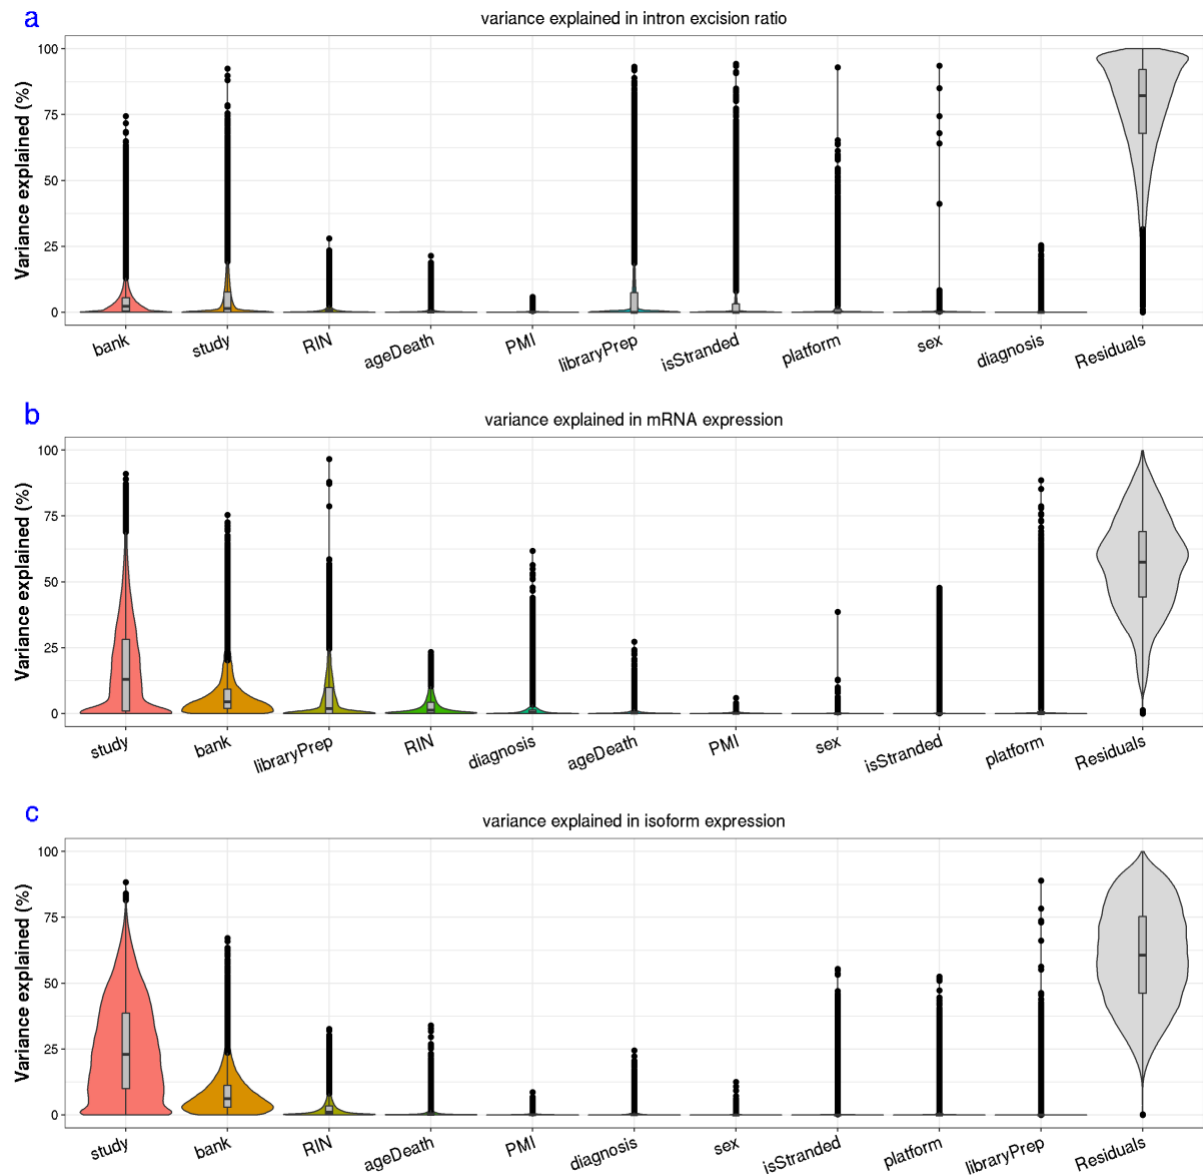 a
variance explained in intron excision ratio
Variance explained (%)
100
75
50
25
0
bank study RIN ageDeath PMI libraryPrep isStranded platform sex diagnosis Residuals
b
variance explained in mRNA expression
Variance explained (%)
100
75
50
25
0
study bank libraryPrep RIN diagnosis ageDeath PMI sex isStranded platform Residuals
c
variance explained in isoform expression
Variance explained (%)
100
75
50
25
0
study bank RIN ageDeath PMI diagnosis sex isStranded platform libraryPrep Residuals